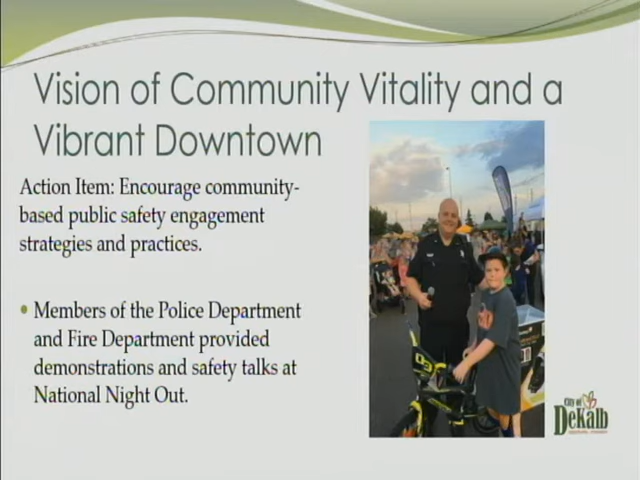 Vision of Community Vitality and a
Vibrant Downtown
Action Item: Encourage community-
based public safety engagement
strategies and practices.
Members of the Police Department
and Fire Department provided
demonstrations and safety talks at
National Night Out.
City of
DeKalb